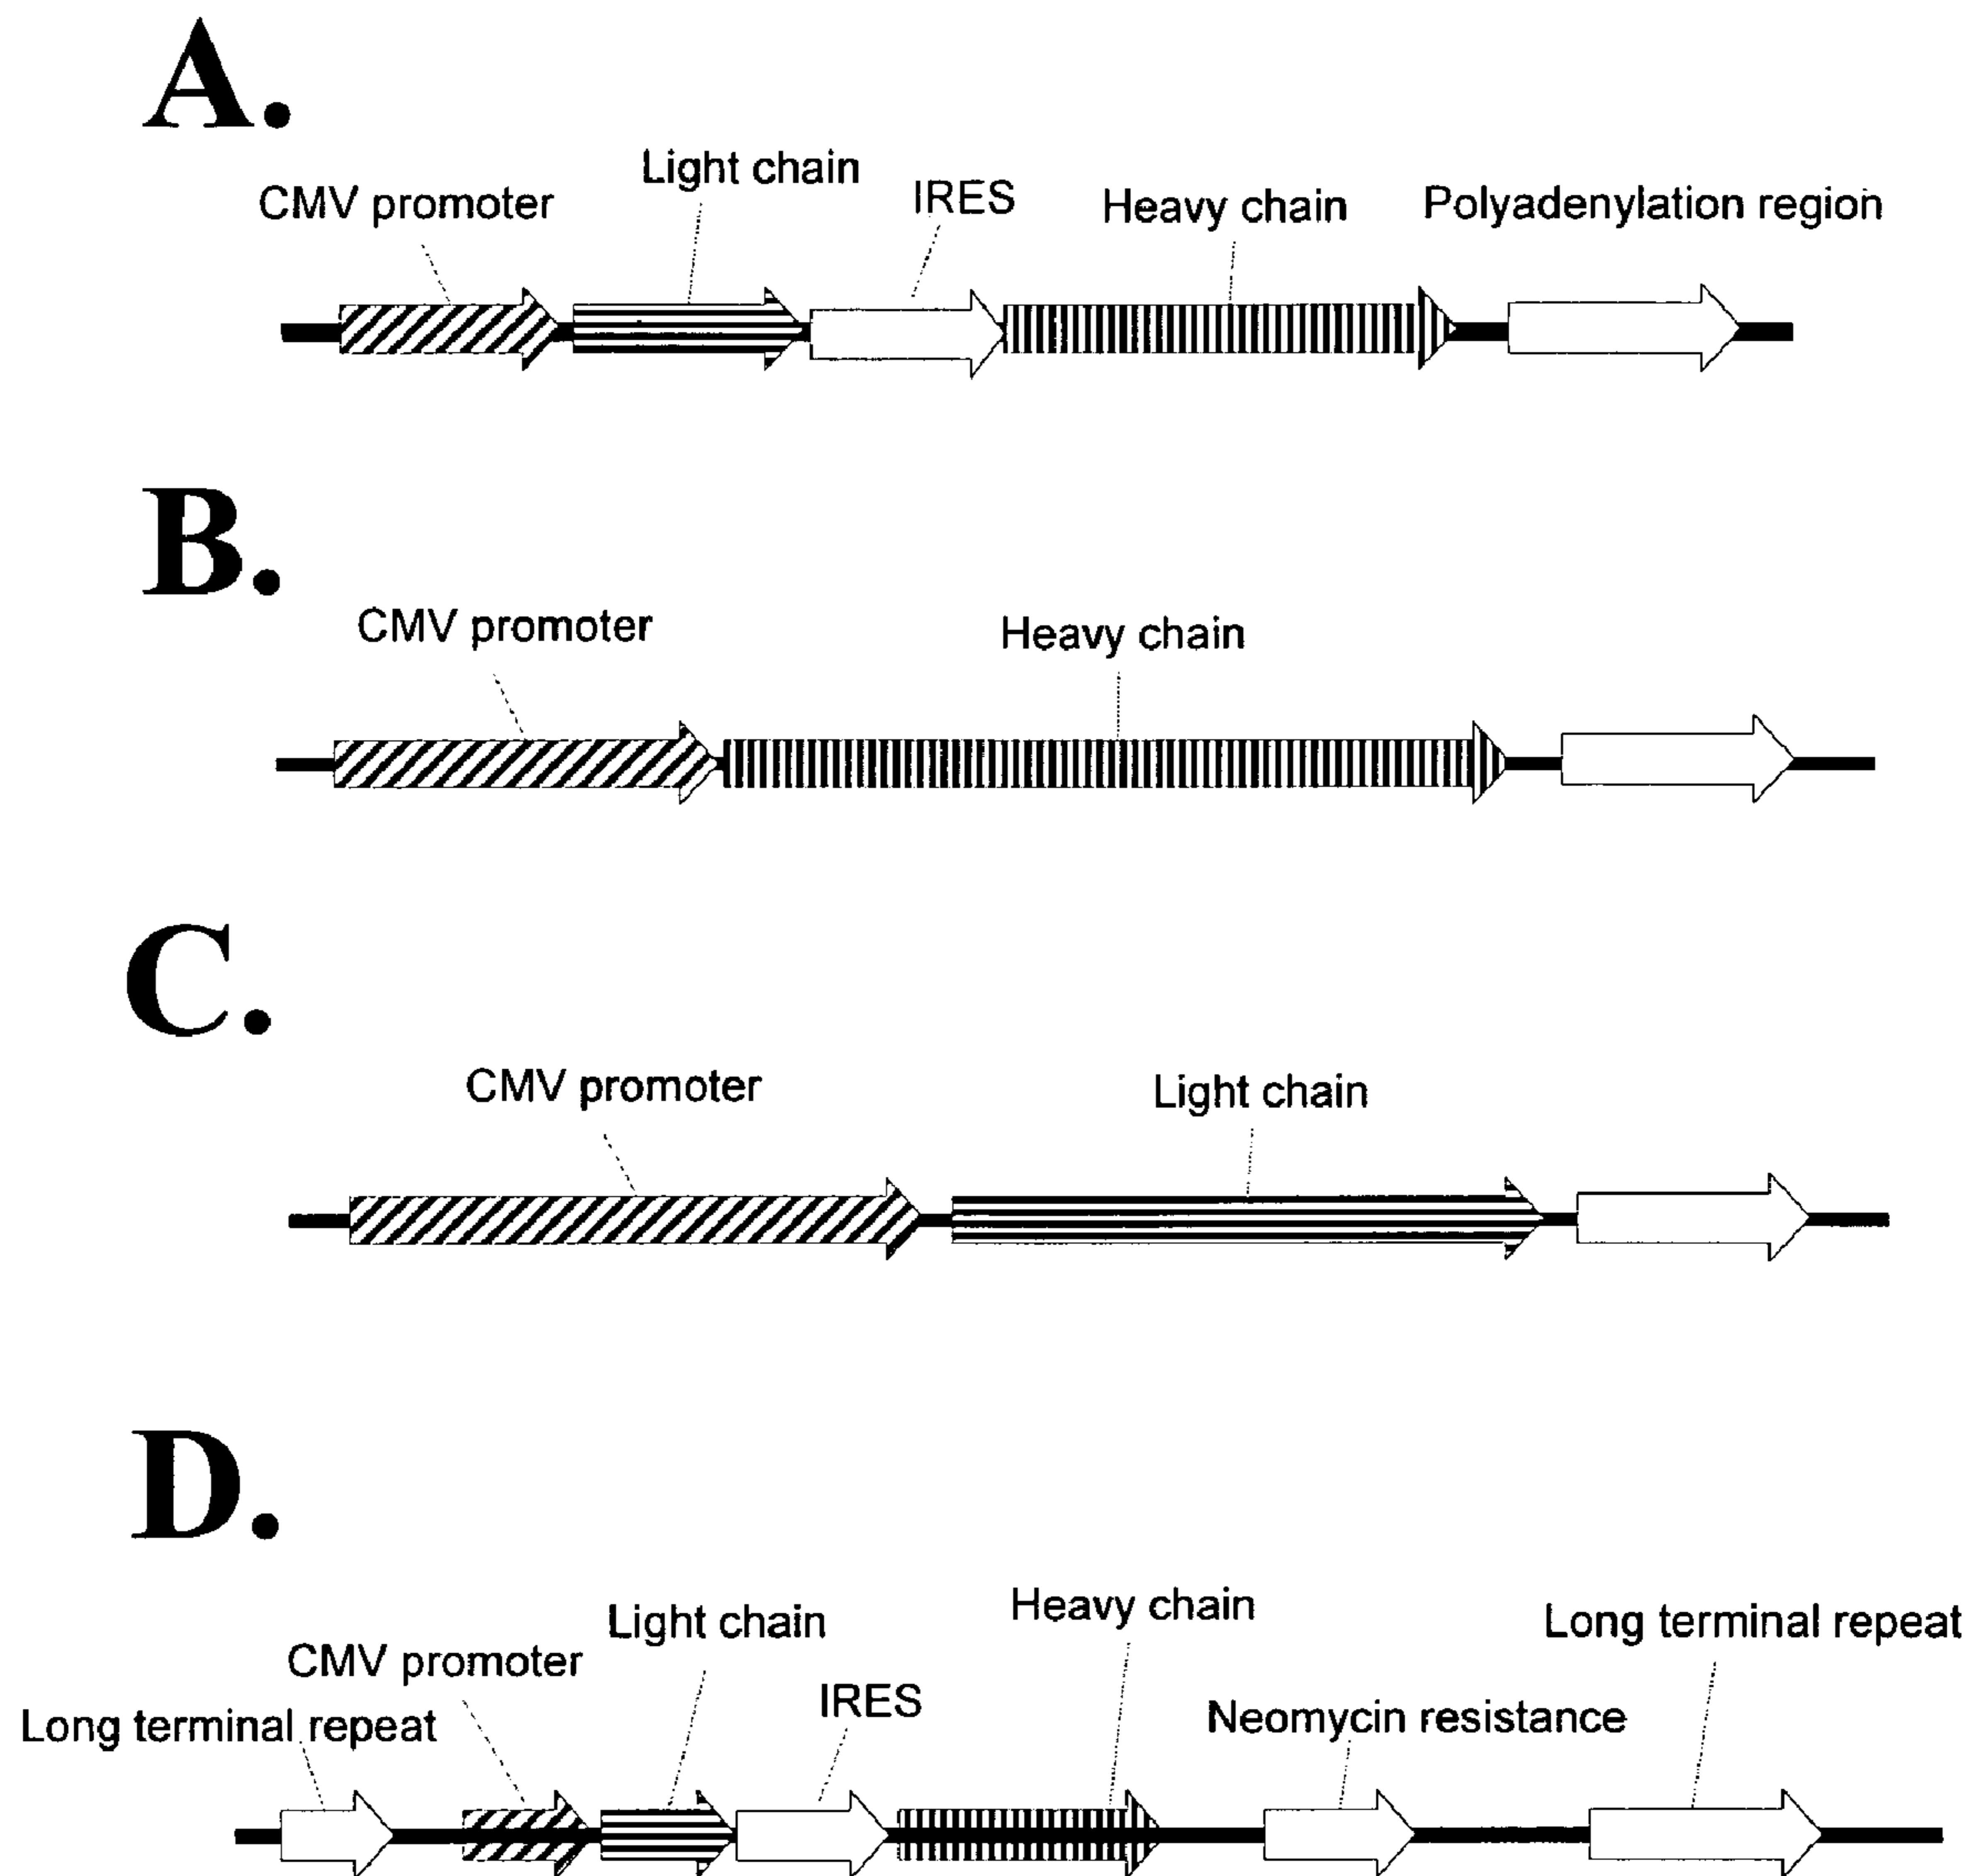 A.
CMV promoter
Light chain
IRES
Heavy chain
Polyadenylation region
B.
CMV promoter
Heavy chain
C.
CMV promoter
Light chain
D.
Long terminal repeat
CMV promoter
Light chain
IRES
Heavy chain
Neomycin resistance
Long terminal repeat